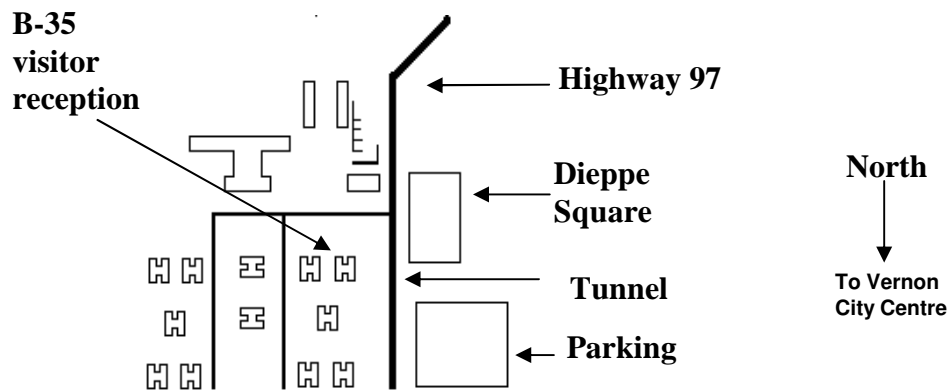 B-35
visitor
reception
Highway 97
Dieppe
Square
North
Tunnel
To Vernon
City Centre
Parking